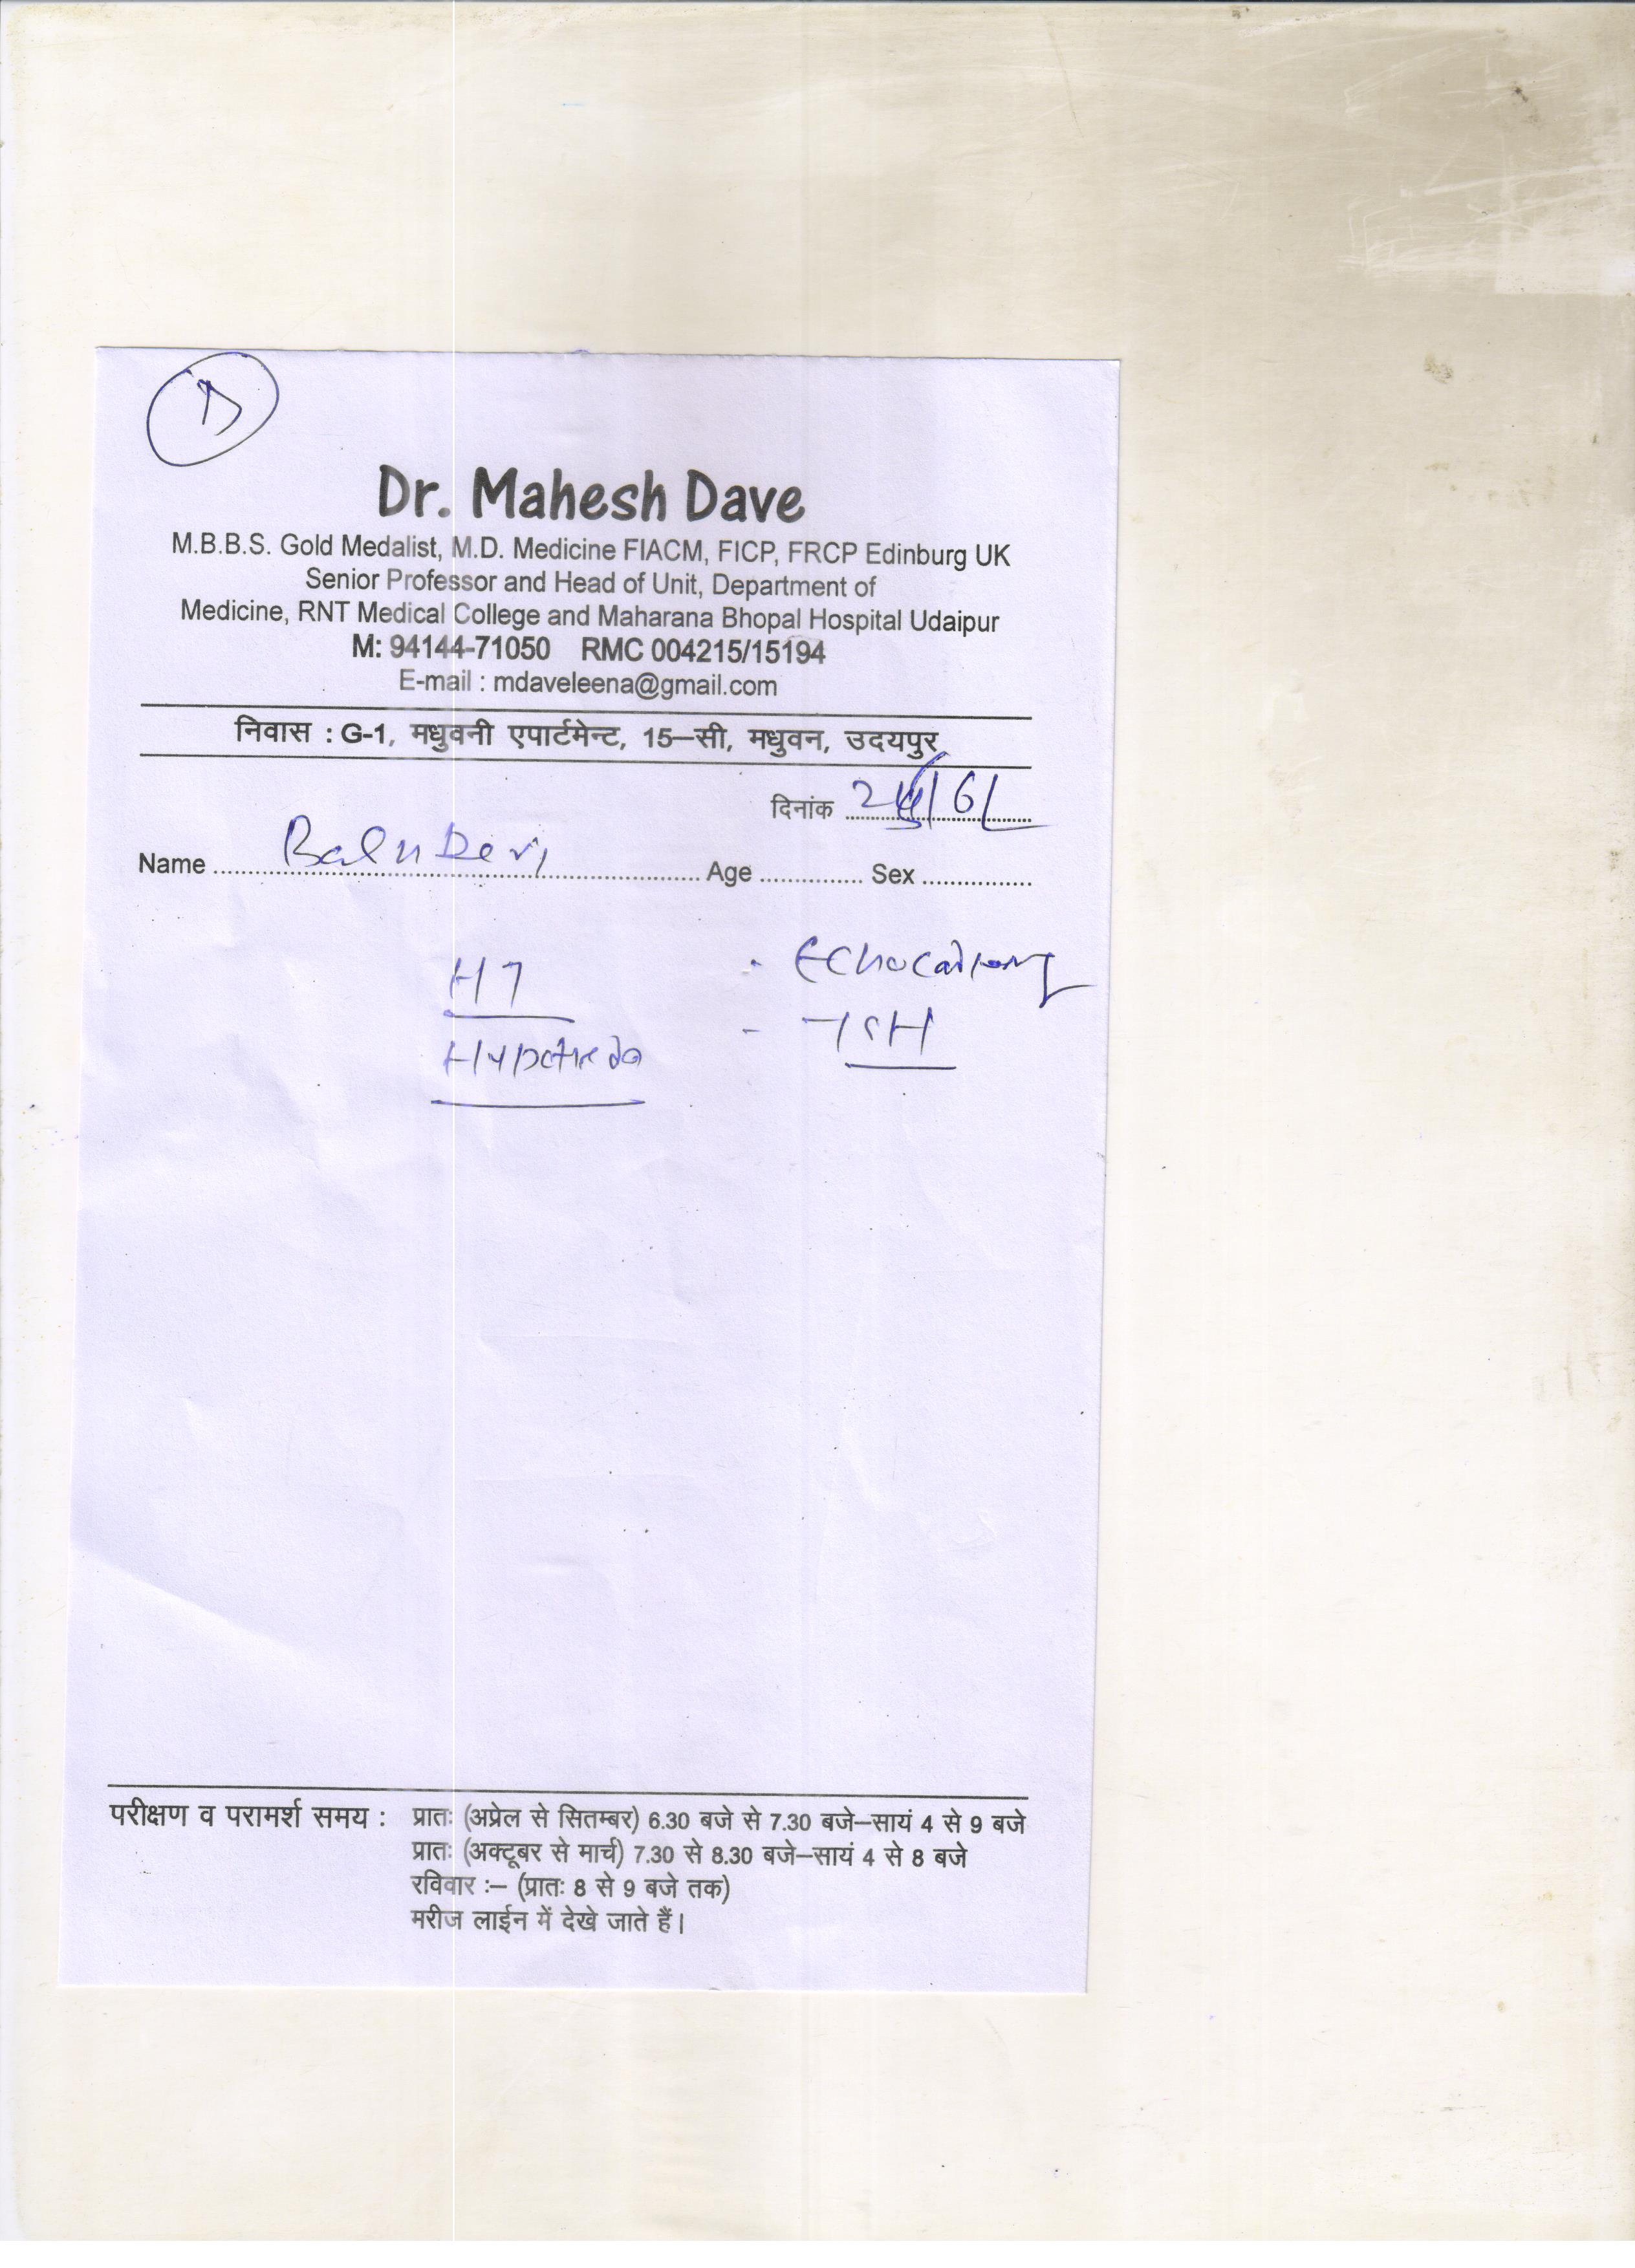 Dr. Mahesh Dave
M.B.B.S. Gold Medalist, M.D. Medicine FIACM, FICP, FRCP Edinburg UK
Senior Professor and Head of Unit, Department of
Medicine, RNT Medical College and Maharana Bhopal Hospital Udaipur
M: 94144-71050 RMC 004215/15194
E-mail : mdaveleena@gmail.com
निवास : G-1, मधुवनी एपार्टमेन्ट, 15–सी, मधुवन, उदयपुर
दिनांक
Name Devi Age Sex
HT
- TSH
परीक्षण व परामर्श समय : प्रातः (अप्रेल से सितम्बर) 6.30 बजे से 7.30 बजे–सायं 4 से 9 बजे
प्रातः (अक्टूबर से मार्च) 7.30 से 8.30 बजे–सायं 4 से 8 बजे
रविवार :– (प्रातः 8 से 9 बजे तक)
मरीज लाईन में देखे जाते हैं।